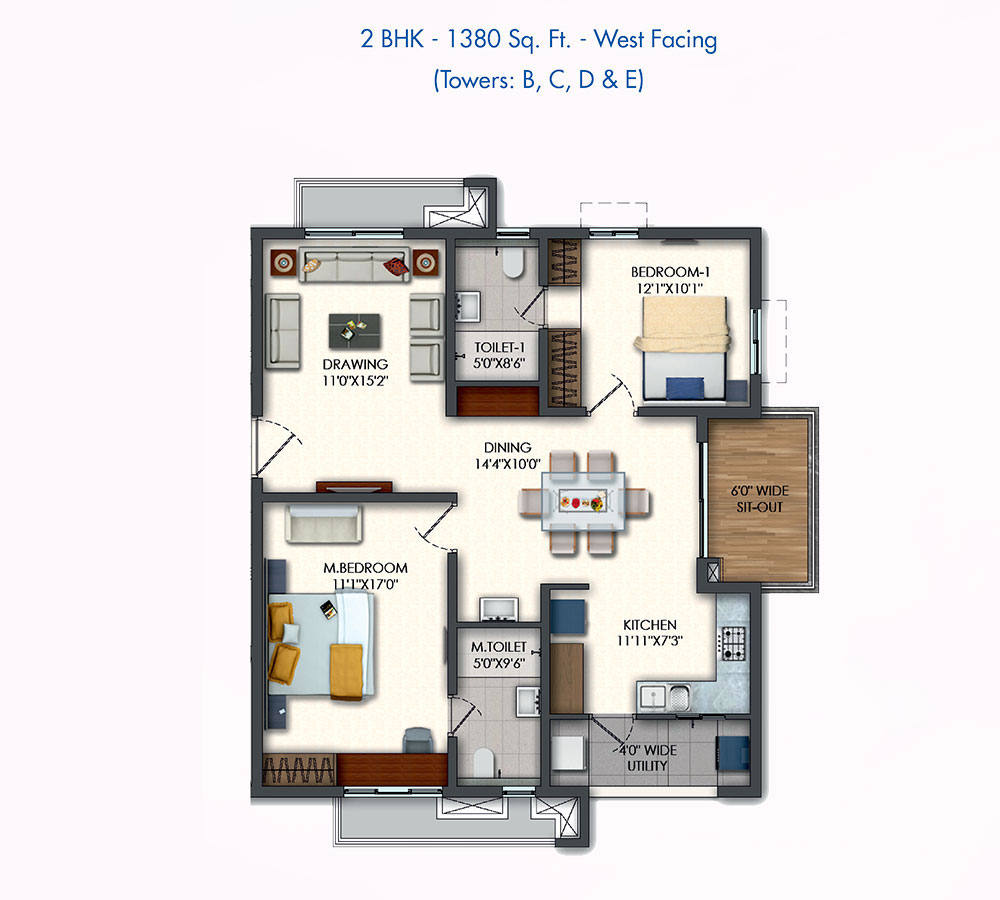 2 BHK - 1380 Sq. Ft. - West Facing
(Towers: B, C, D & E)
BEDROOM-1
12'1"X10'1"
TOILET-1
5'0"X8'6"
DRAWING
11'0"X15'2"
DINING
14'4"X10'0"
6'0" WIDE
SIT-OUT
M.BEDROOM
11'1"X17'0"
KITCHEN
11'11"X7'3"
M.TOILET
5'0"X9'6"
4'0" WIDE
UTILITY